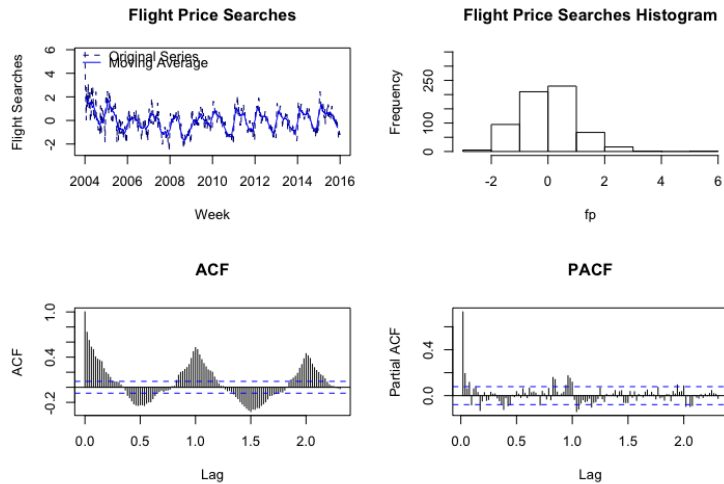 Flight Price Searches
Flight Searches
6
4
2
0
-2
Original Series
Moving Average
2004 2006 2008 2010 2012 2014 2016
Week
Flight Price Searches Histogram
Frequency
250
100
0
-2 0 2 4 6
fp
ACF
ACF
1.0
0.4
-0.2
0.0 0.5 1.0 1.5 2.0
Lag
PACF
Partial ACF
0.4
0.0
0.0 0.5 1.0 1.5 2.0
Lag